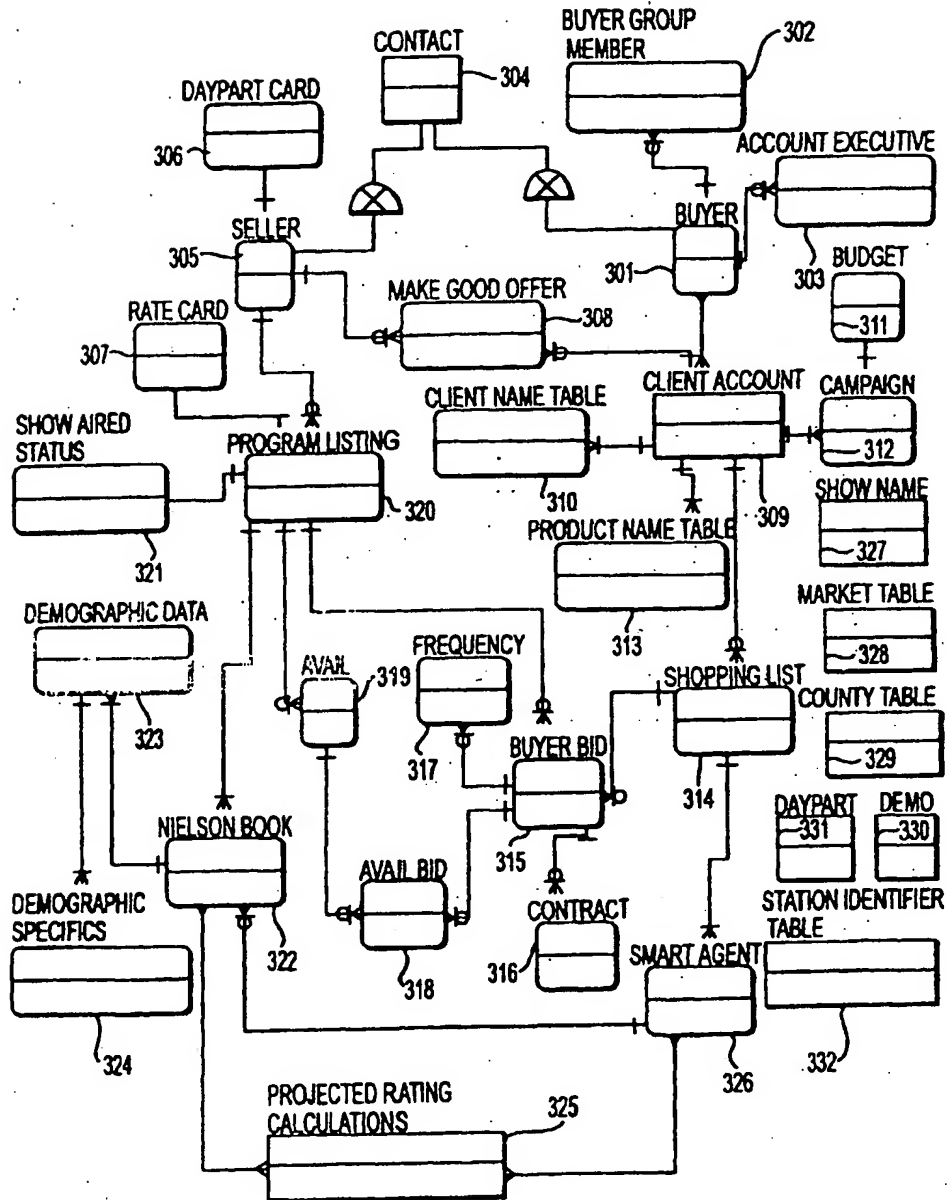 BUYER GROUP
MEMBER
302
CONTACT
304
DAYPART CARD
306
ACCOUNT EXECUTIVE
303
SELLER
305
BUYER
301
BUDGET
311
MAKE GOOD OFFER
308
RATE CARD
307
CLIENT NAME TABLE
310
CLIENT ACCOUNT
309
CAMPAIGN
312
SHOW AIRED
STATUS
321
PROGRAM LISTING
320
SHOW NAME
327
PRODUCT NAME TABLE
313
MARKET TABLE
328
DEMOGRAPHIC DATA
323
AVAIL
319
FREQUENCY
317
SHOPPING LIST
314
COUNTY TABLE
329
BUYER BID
315
DAYPART
331
DEMO
330
NIELSON BOOK
322
AVAIL BID
318
CONTRACT
316
DEMOGRAPHIC
SPECIFICS
324
SMART AGENT
326
STATION IDENTIFIER
TABLE
332
PROJECTED RATING
CALCULATIONS
325